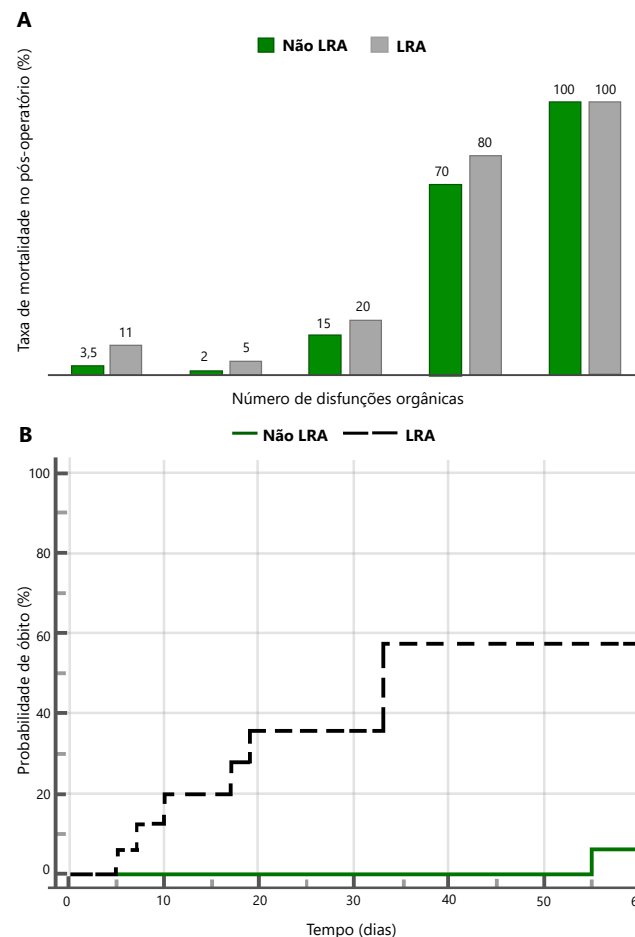 A
Não LRA LRA
Taxa de mortalidade no pós-operatório (%)
3,5 11 2 5 15 20 70 80 100 100
Número de disfunções orgânicas
B
Não LRA LRA
Probabilidade de óbito (%)
100
80
60
40
20
0
0 10 20 30 40 50 6
Tempo (dias)